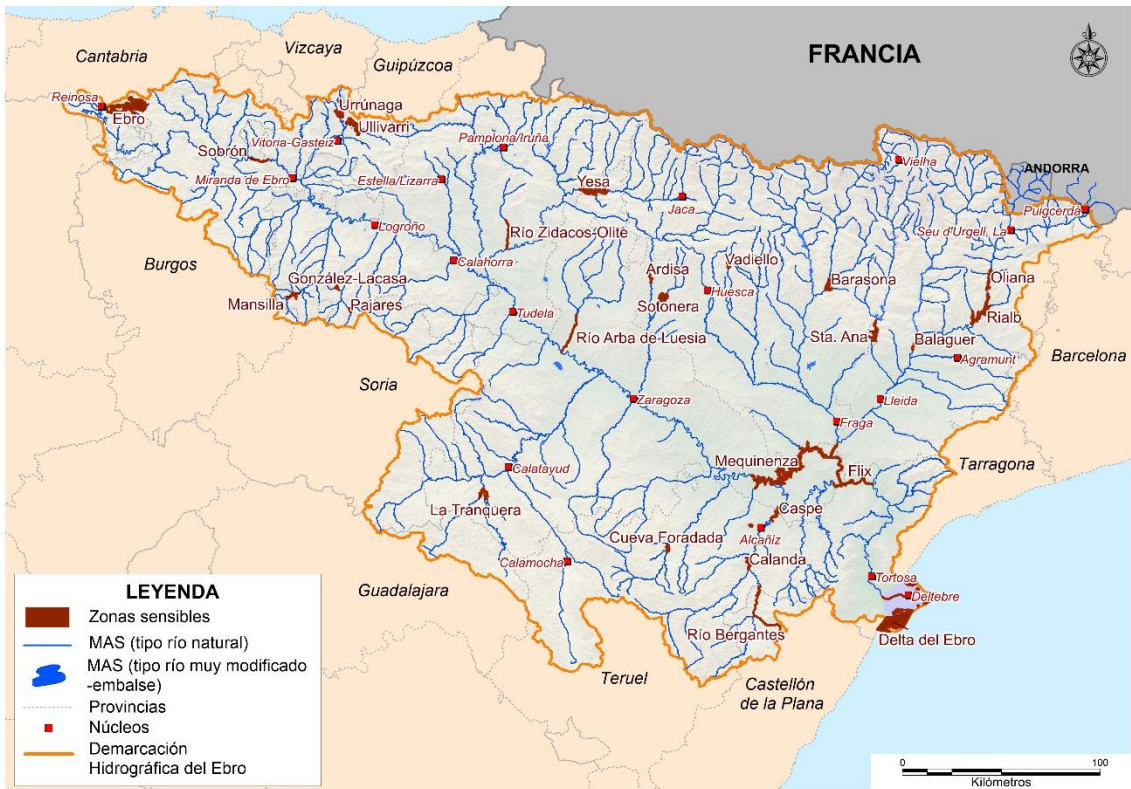 FRANCIA
Cantabria
Vizcaya
Guipúzcoa
Reinosa
Ebro
Urrúnaga
Ullivarri
Vitoria-Gasteiz
Pamplona/Iruña
Sobrón
Miranda de Ebro
Estella/Lizarra
Yesa
Jaca
Vielha
ANDORRA
Puigcerdá
Seu d'Urgell, La
Logroño
Río Zidacos-Olite
Calahorra
Burgos
González-Lacasa
Mansilla
Pajares
Ardisa
Vadiello
Sotonera
Huesca
Barasona
Oliana
Rialb
Tudela
Río Arba de Luesia
Sta. Ana
Balaguer
Agramunt
Barcelona
Soria
Zaragoza
Lleida
Fraga
Calatayud
Mequinenza
Flix
Tarragona
La Tranquera
Caspe
Alcañiz
Cueva Foradada
Calanda
Calamocha
Guadalajara
Tortosa
Deltebre
Delta del Ebro
Río Bergantes
Teruel
Castellón
de la Plana
LEYENDA
Zonas sensibles
MAS (tipo río natural)
MAS (tipo río muy modificado
-embalse)
Provincias
Núcleos
Demarcación
Hidrográfica del Ebro
0 100
Kilómetros